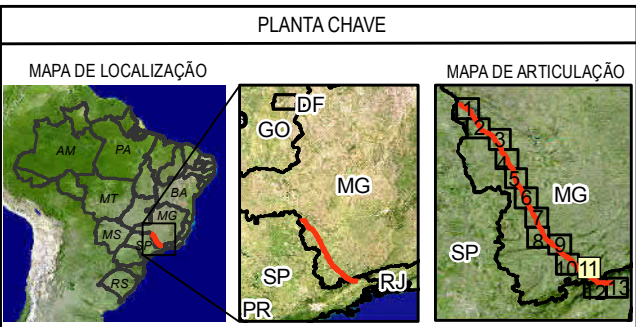 PLANTA CHAVE
MAPA DE LOCALIZAÇÃO
AM
PA
MT
BA
MG
MS
SP
RS
DF
GO
MG
SP
RJ
PR
MAPA DE ARTICULAÇÃO
1
2
3
4
5
6
7
8
9
10
11
12
13
MG
SP